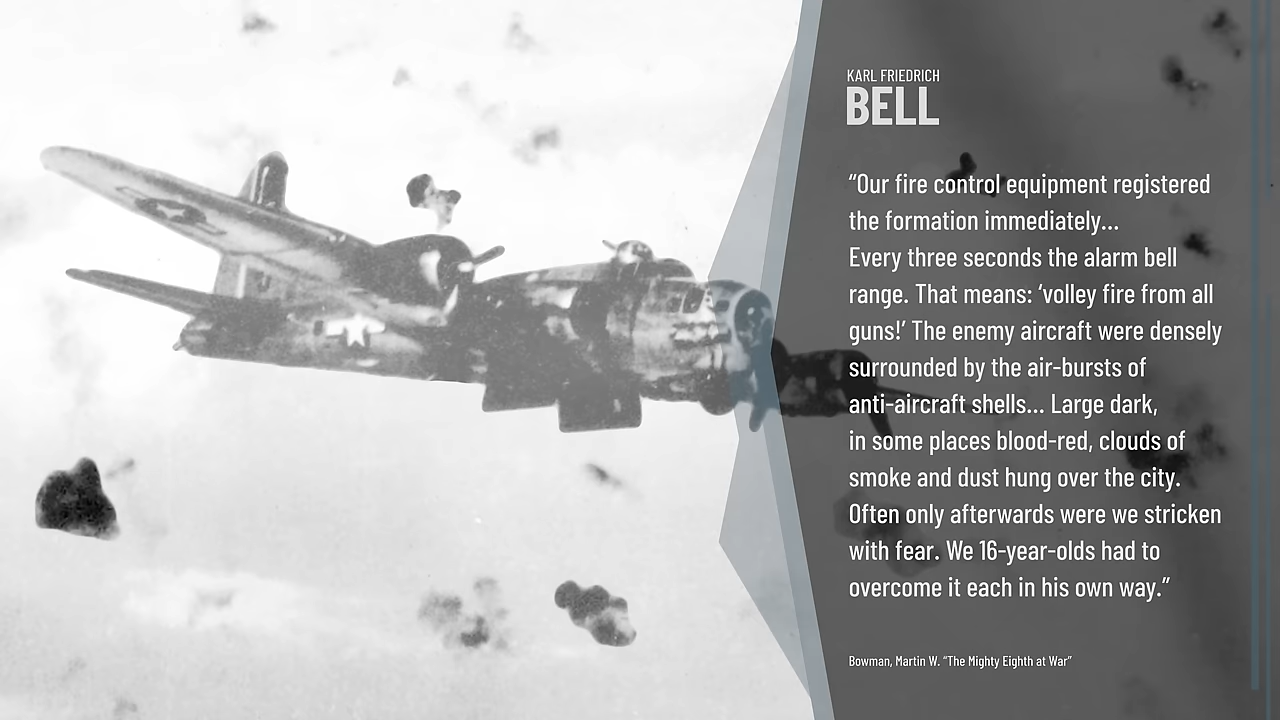 KARL FRIEDRICH
BELL
“Our fire control equipment registered
the formation immediately...
Every three seconds the alarm bell
range. That means: ‘volley fire from all
guns!’ The enemy aircraft were densely
surrounded by the air-bursts of
anti-aircraft shells... Large dark,
in some places blood-red, clouds of
smoke and dust hung over the city.
Often only afterwards were we stricken
with fear. We 16-year-olds had to
overcome it each in his own way.”
Bowman, Martin W. “The Mighty Eighth at War”